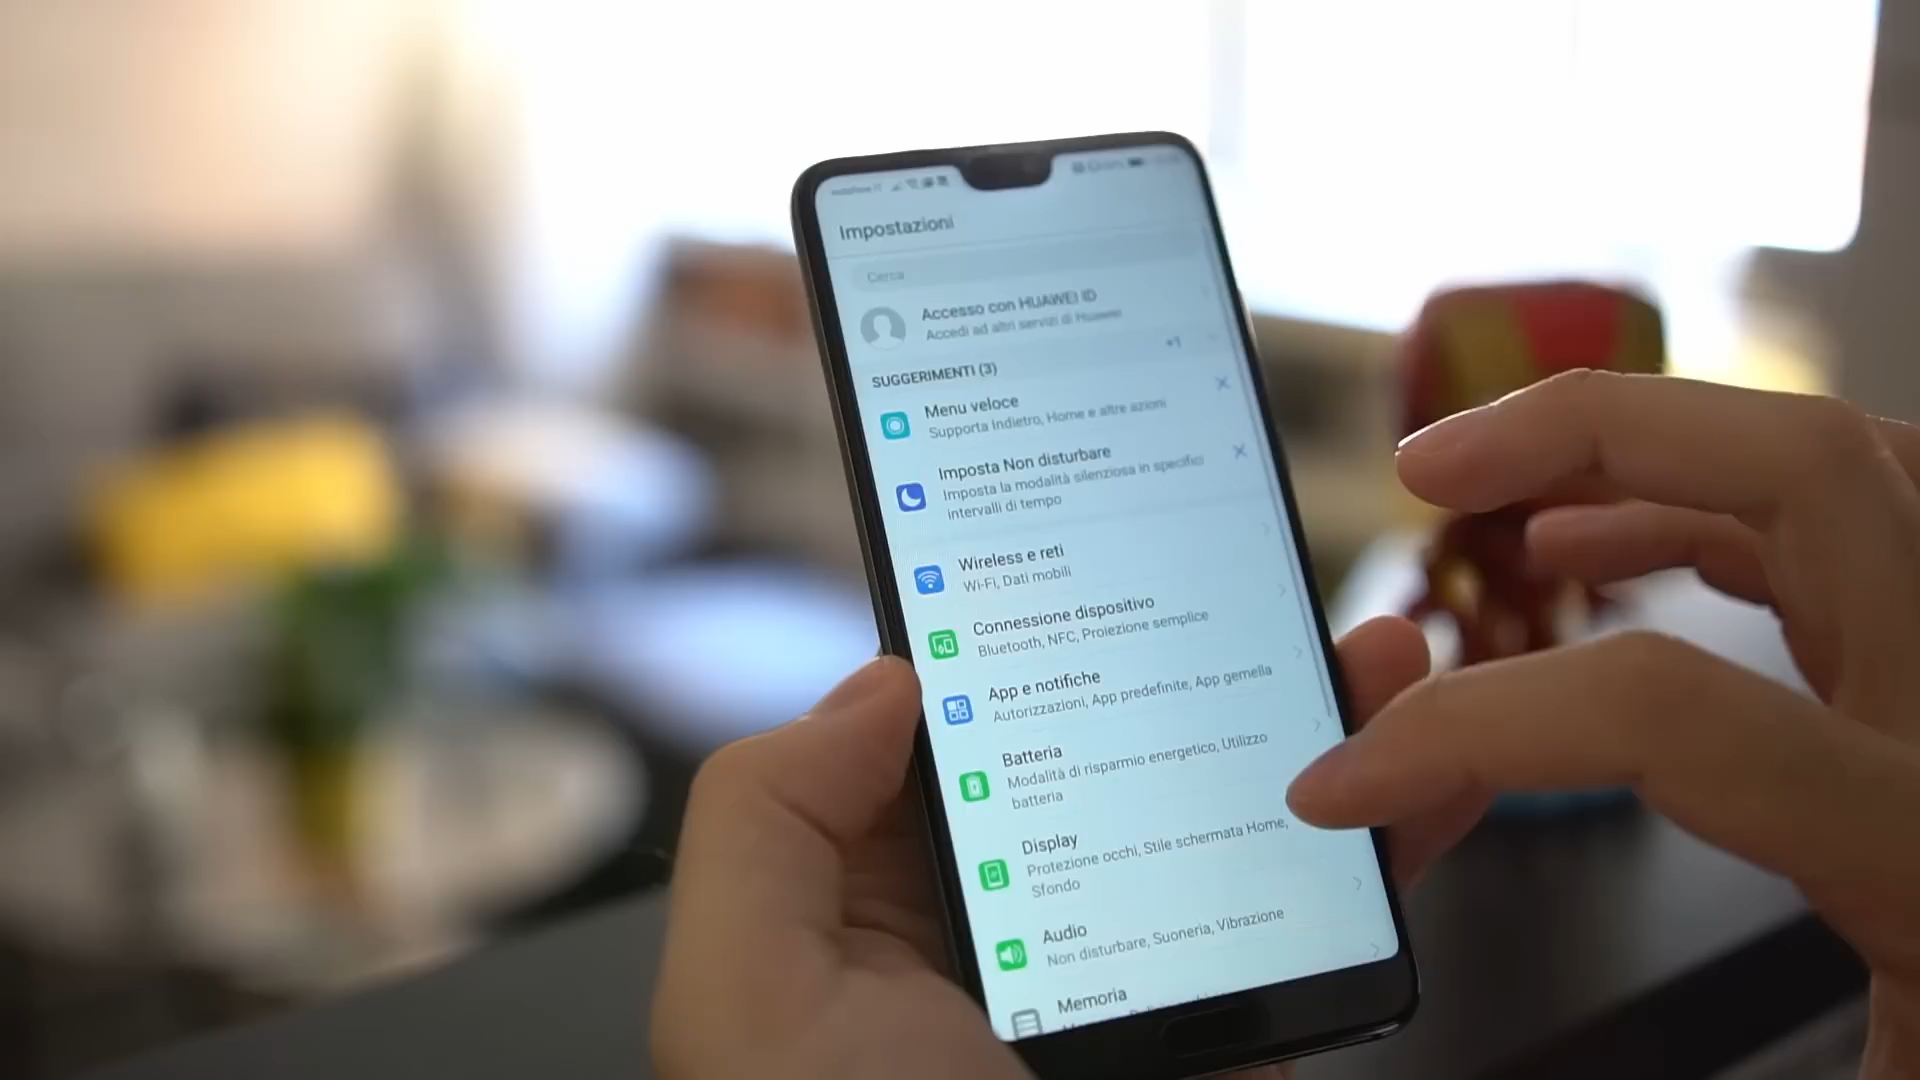 Impostazioni
Cerca
Accesso con HUAWEI ID
Accedi ad altri servizi di Huawei
+1
SUGGERIMENTI (3)
Menu veloce
Supporta Indietro, Home e altre azioni
Imposta Non disturbare
Imposta la modalità silenziosa in specifici
intervalli di tempo
Wireless e reti
Wi-Fi, Dati mobili
Connessione dispositivo
Bluetooth, NFC, Proiezione semplice
App e notifiche
Autorizzazioni, App predefinite, App gemella
Batteria
Modalità di risparmio energetico, Utilizzo
batteria
Display
Protezione occhi, Stile schermata Home,
Sfondo
Audio
Non disturbare, Suoneria, Vibrazione
Memoria